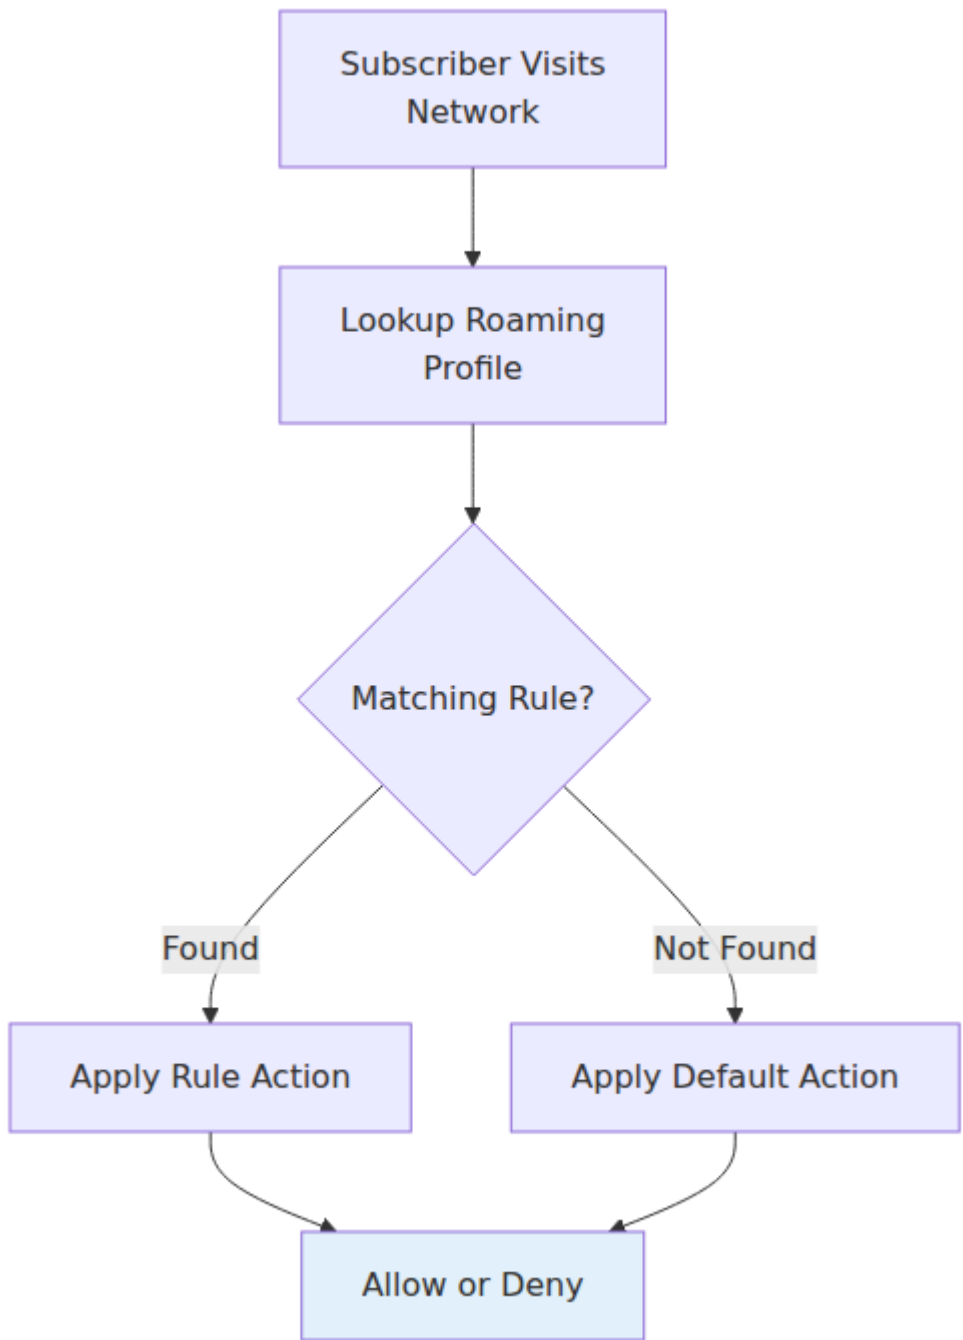 Subscriber Visits
Network
Lookup Roaming
Profile
Matching Rule?
Found
Not Found
Apply Rule Action
Apply Default Action
Allow or Deny